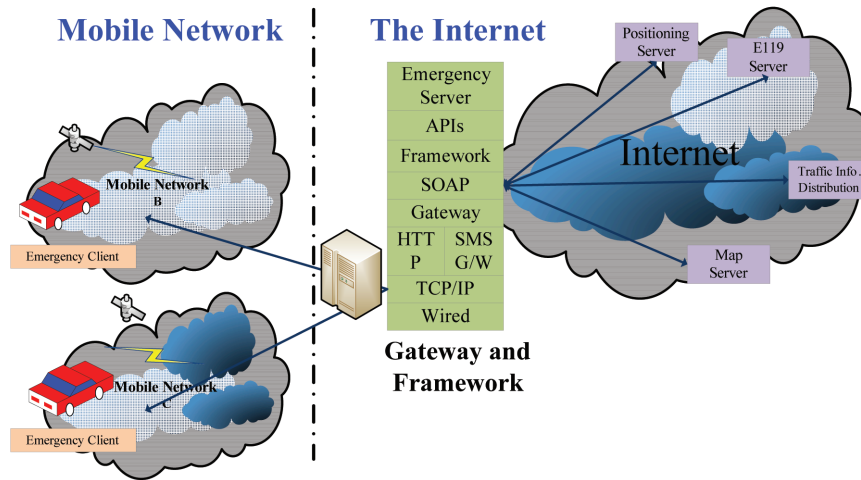 Mobile Network
The Internet
Mobile Network
B
Emergency Client
Mobile Network
C
Emergency Client
Emergency
Server
APIs
Framework
SOAP
Gateway
HTT
P
SMS
G/W
TCP/IP
Wired
Gateway and
Framework
Positioning
Server
E119
Server
Internet
Traffic Info .
Distribution
Map
Server